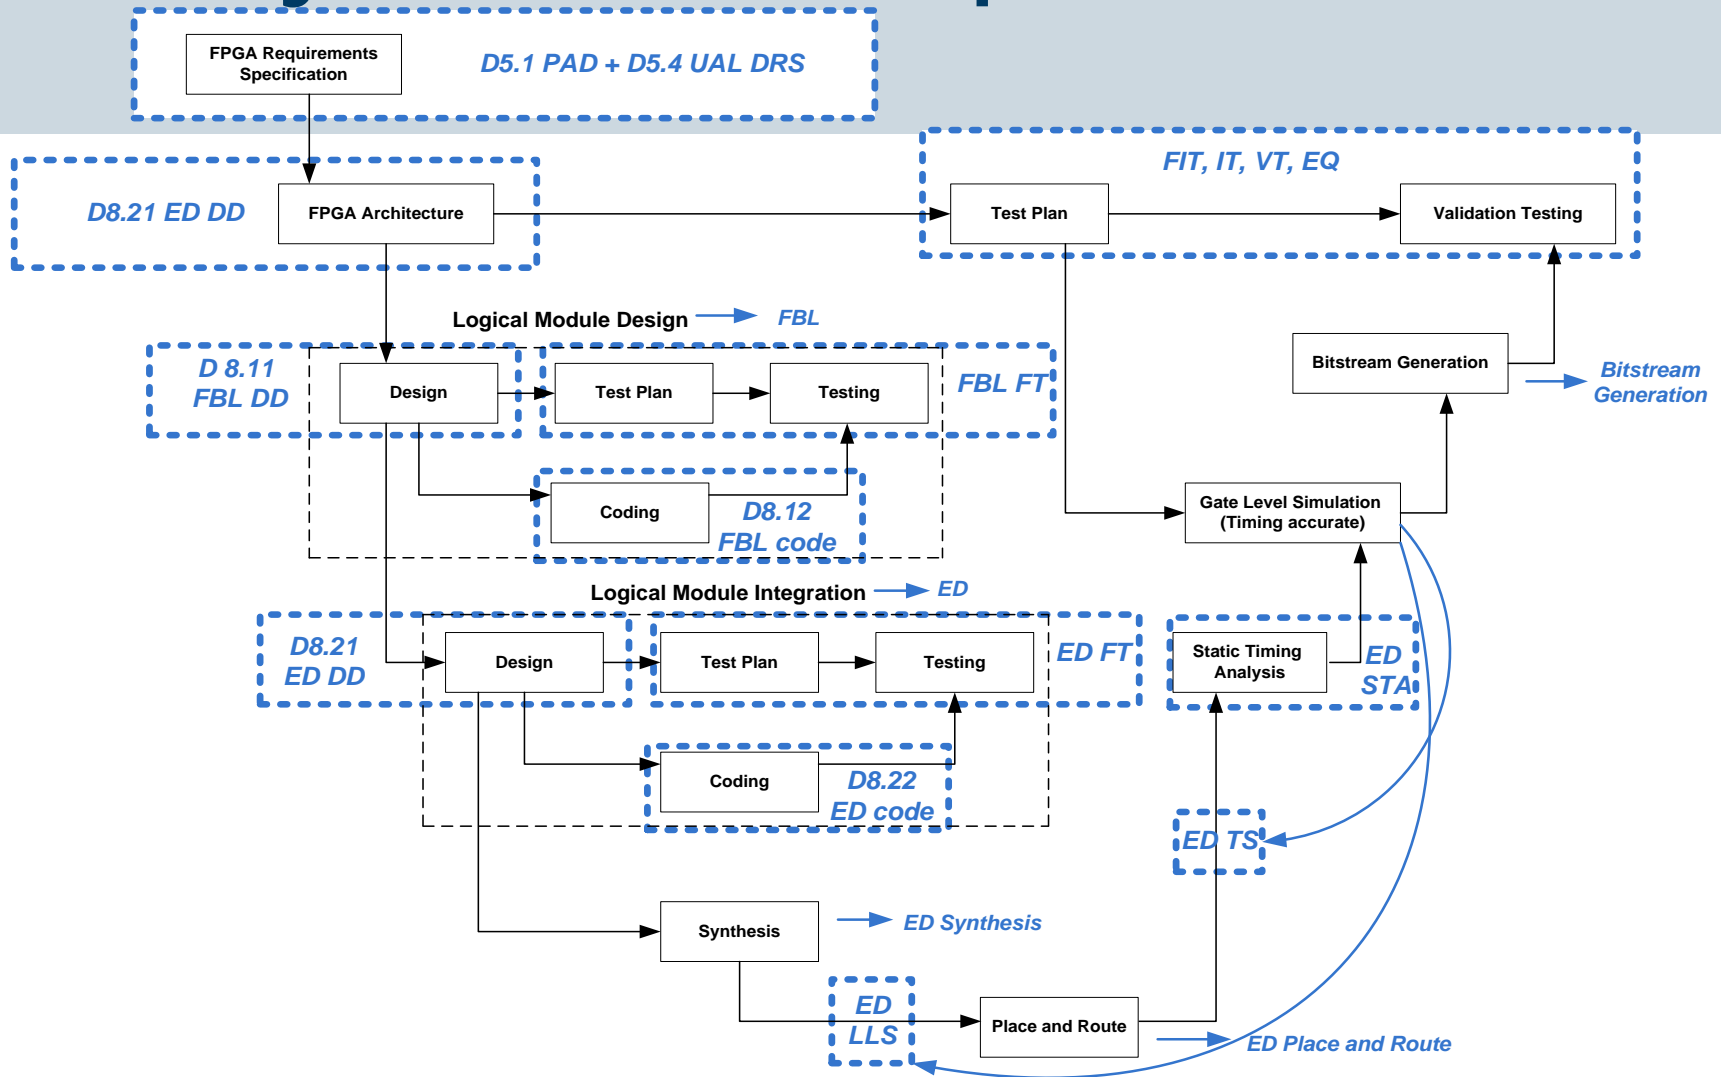 FPGA Requirements
Specification
D5.1 PAD + D5.4 UAL DRS
D8.21 ED DD
FPGA Architecture
FIT, IT, VT, EQ
Test Plan
Validation Testing
Logical Module Design
FBL
D 8.11
FBL DD
Design
Test Plan
Testing
FBL FT
Bitstream Generation
Bitstream
Generation
Coding
D8.12
FBL code
Gate Level Simulation
(Timing accurate)
Logical Module Integration
ED
D8.21
ED DD
Design
Test Plan
Testing
ED FT
Static Timing
Analysis
ED
STA
Coding
D8.22
ED code
ED TS
Synthesis
ED Synthesis
ED
LLS
Place and Route
ED Place and Route